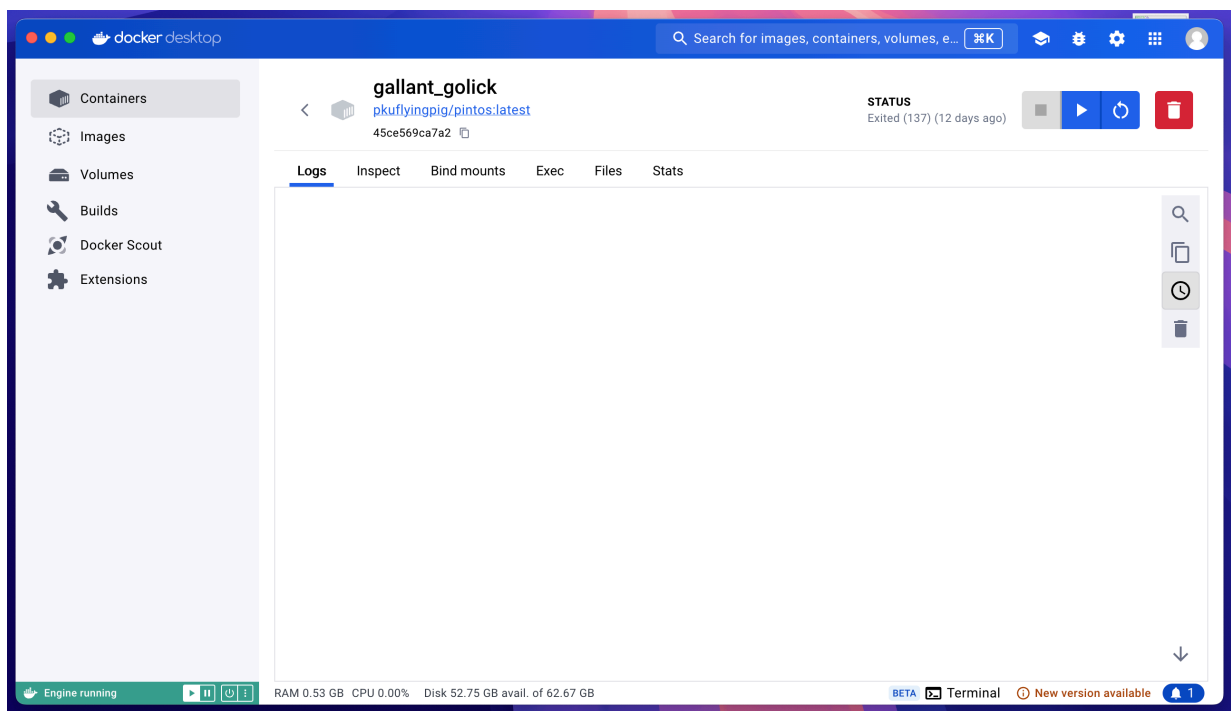 docker desktop
Search for images, containers, volumes, e... ⌘K
Containers
Images
Volumes
Builds
Docker Scout
Extensions
gallant_golick
pkuflyingpig/pintos:latest
45ce569ca7a2
STATUS
Exited (137) (12 days ago)
Logs Inspect Bind mounts Exec Files Stats
Engine running
RAM 0.53 GB CPU 0.00% Disk 52.75 GB avail. of 62.67 GB
BETA Terminal New version available 1